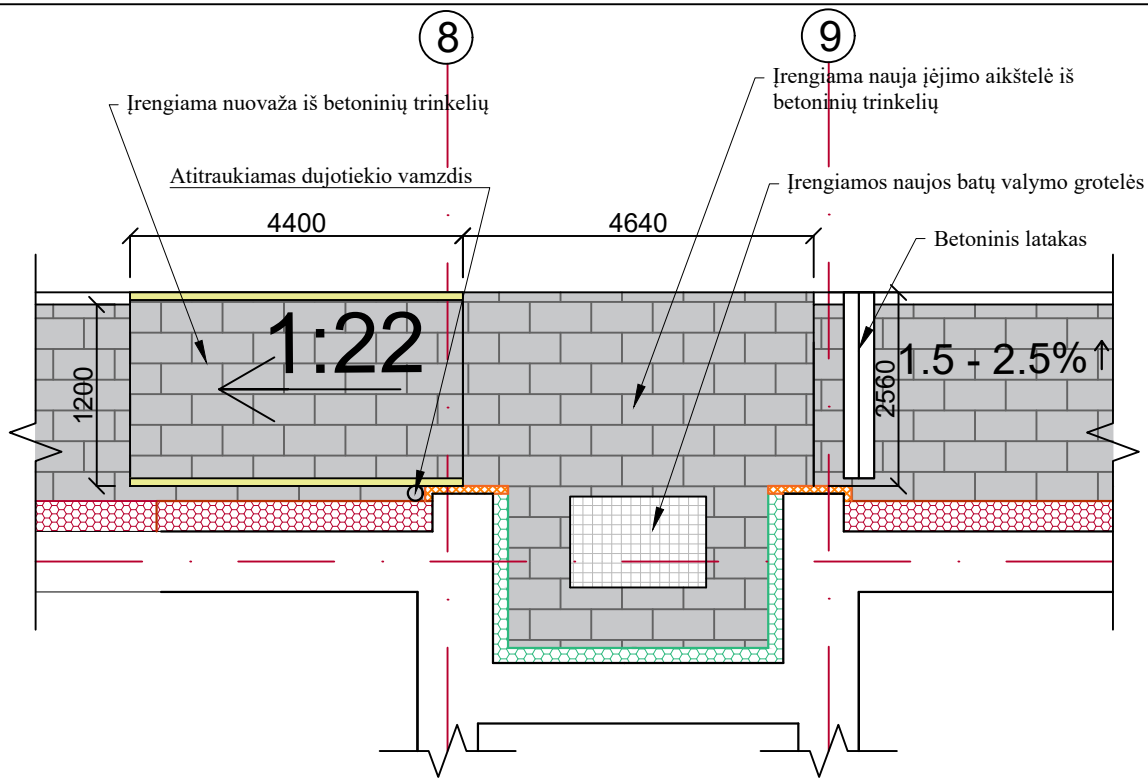 8
9
Įrengiama nauja įėjimo aikštelė iš
betoninių trinkelių
Įrengiama nuovaža iš betoninių trinkelių
Atitraukiamas dujotiekio vamzdis
Įrengiamos naujos batų valymo grotelės
4400
4640
Betoninis latakas
1:22
1.5 - 2.5%
1200
2560